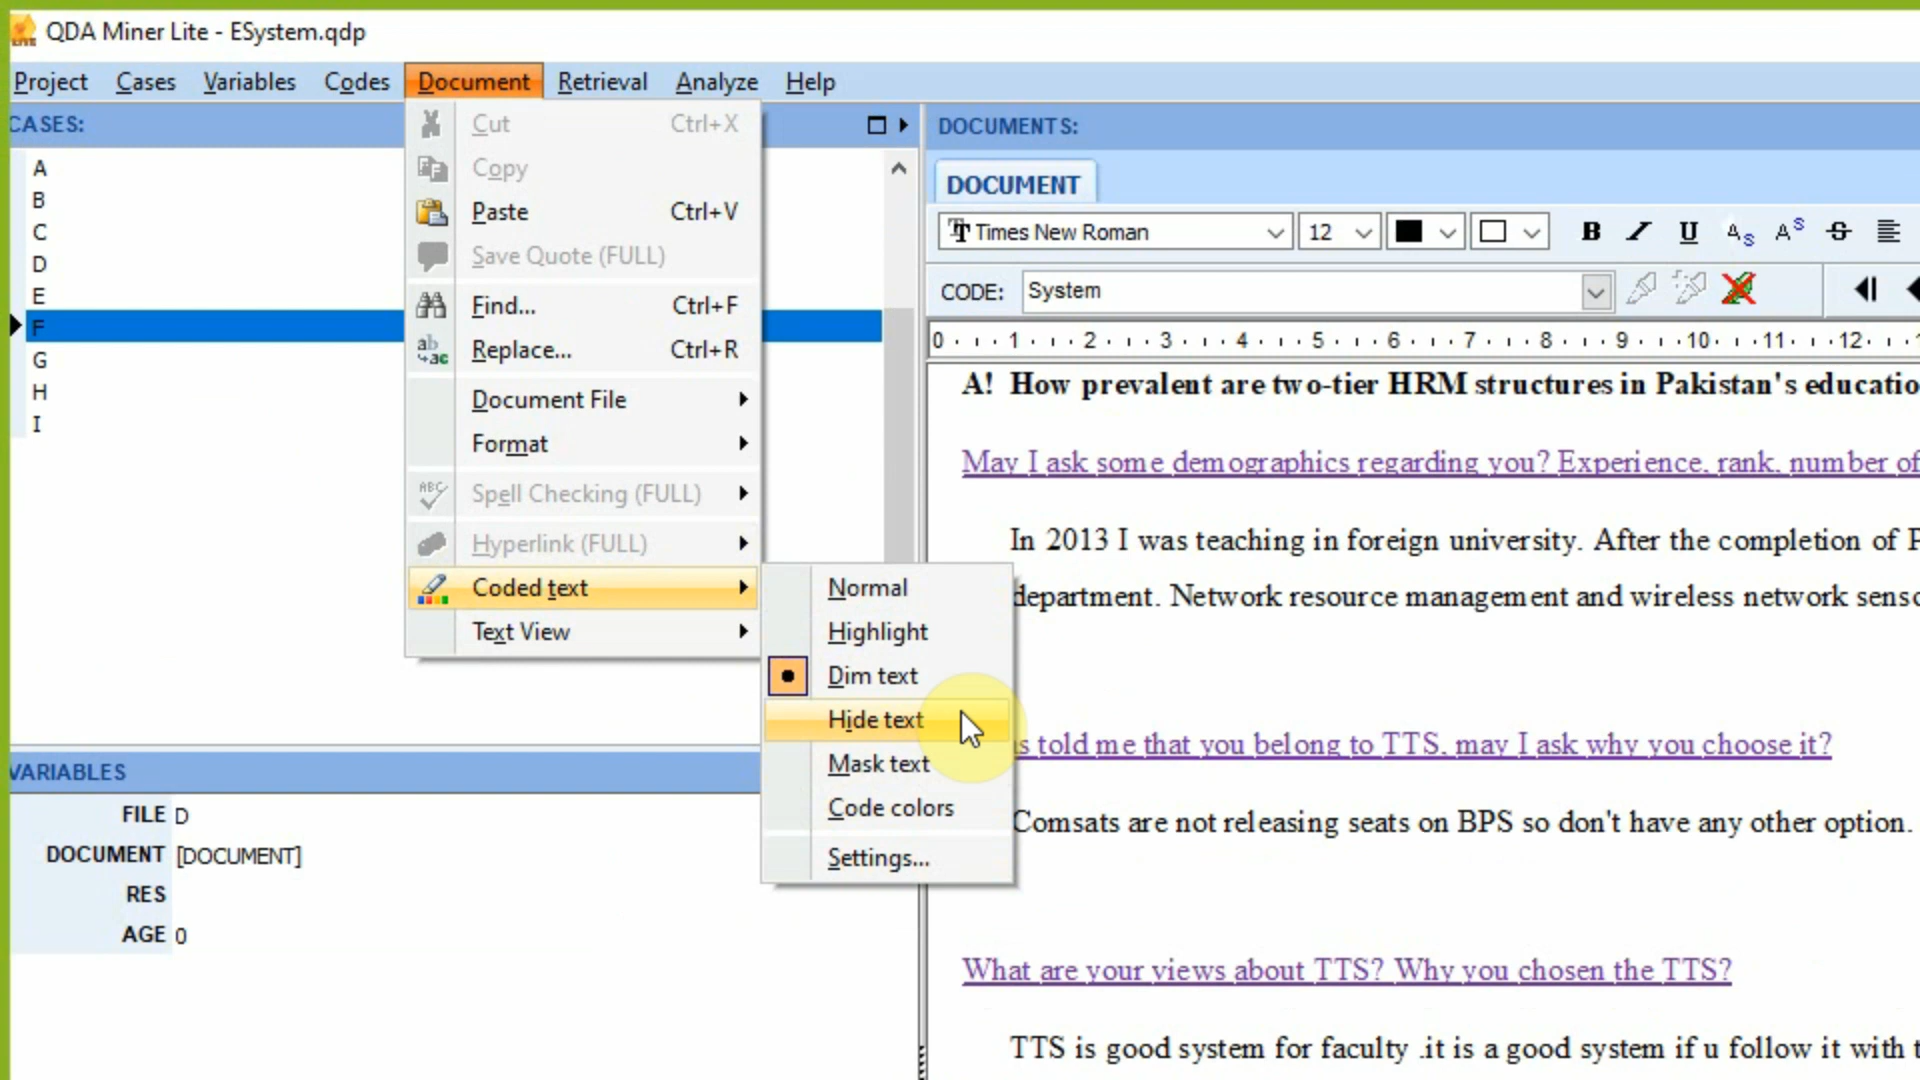 QDA Miner Lite - ESystem.qdp
Project Cases Variables Codes Document Retrieval Analyze Help
CASES:
A
B
C
D
E
F
G
H
I
Cut Ctrl+X
Copy
Paste Ctrl+V
Save Quote (FULL)
Find... Ctrl+F
Replace... Ctrl+R
Document File
Format
Spell Checking (FULL)
Hyperlink (FULL)
Coded text
Text View
Normal
Highlight
Dim text
Hide text
Mask text
Code colors
Settings...
VARIABLES
FILE D
DOCUMENT [DOCUMENT]
RES
AGE 0
DOCUMENTS:
DOCUMENT
Times New Roman 12
CODE: System
0 1 2 3 4 5 6 7 8 9 10 11 12
A! How prevalent are two-tier HRM structures in Pakistan's educatio
May I ask some demographics regarding you? Experience, rank, number of
In 2013 I was teaching in foreign university. After the completion of P
department. Network resource management and wireless network senso
s told me that you belong to TTS, may I ask why you choose it?
Comsats are not releasing seats on BPS so don't have any other option.
What are your views about TTS? Why you chosen the TTS?
TTS is good system for faculty .it is a good system if u follow it with t